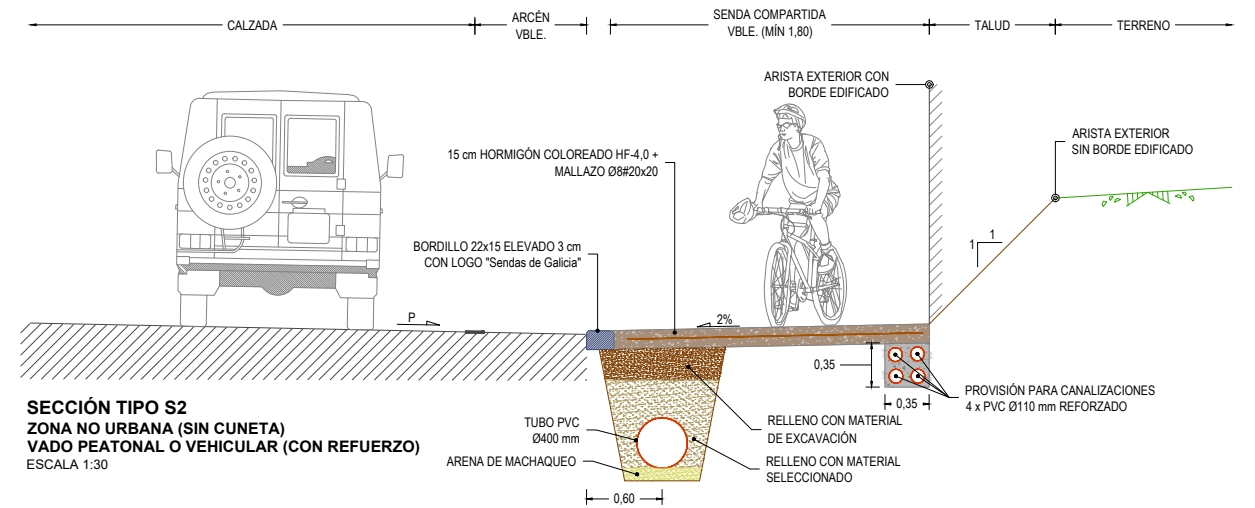 CALZADA
ARCÉN
VBLE.
SENDA COMPARTIDA
VBLE. (MÍN 1,80)
TALUD
TERRENO
ARISTA EXTERIOR CON
BORDE EDIFICADO
ARISTA EXTERIOR
SIN BORDE EDIFICADO
15 cm HORMIGÓN COLOREADO HF-4,0 +
MALLAZO Ø8#20x20
BORDILLO 22x15 ELEVADO 3 cm
CON LOGO "Sendas de Galicia"
1
1
P
2%
0,35
0,35
PROVISIÓN PARA CANALIZACIONES
4 x PVC Ø110 mm REFORZADO
SECCIÓN TIPO S2
ZONA NO URBANA (SIN CUNETA)
VADO PEATONAL O VEHICULAR (CON REFUERZO)
ESCALA 1:30
TUBO PVC
Ø400 mm
RELLENO CON MATERIAL
DE EXCAVACIÓN
ARENA DE MACHAQUEO
RELLENO CON MATERIAL
SELECCIONADO
0,60